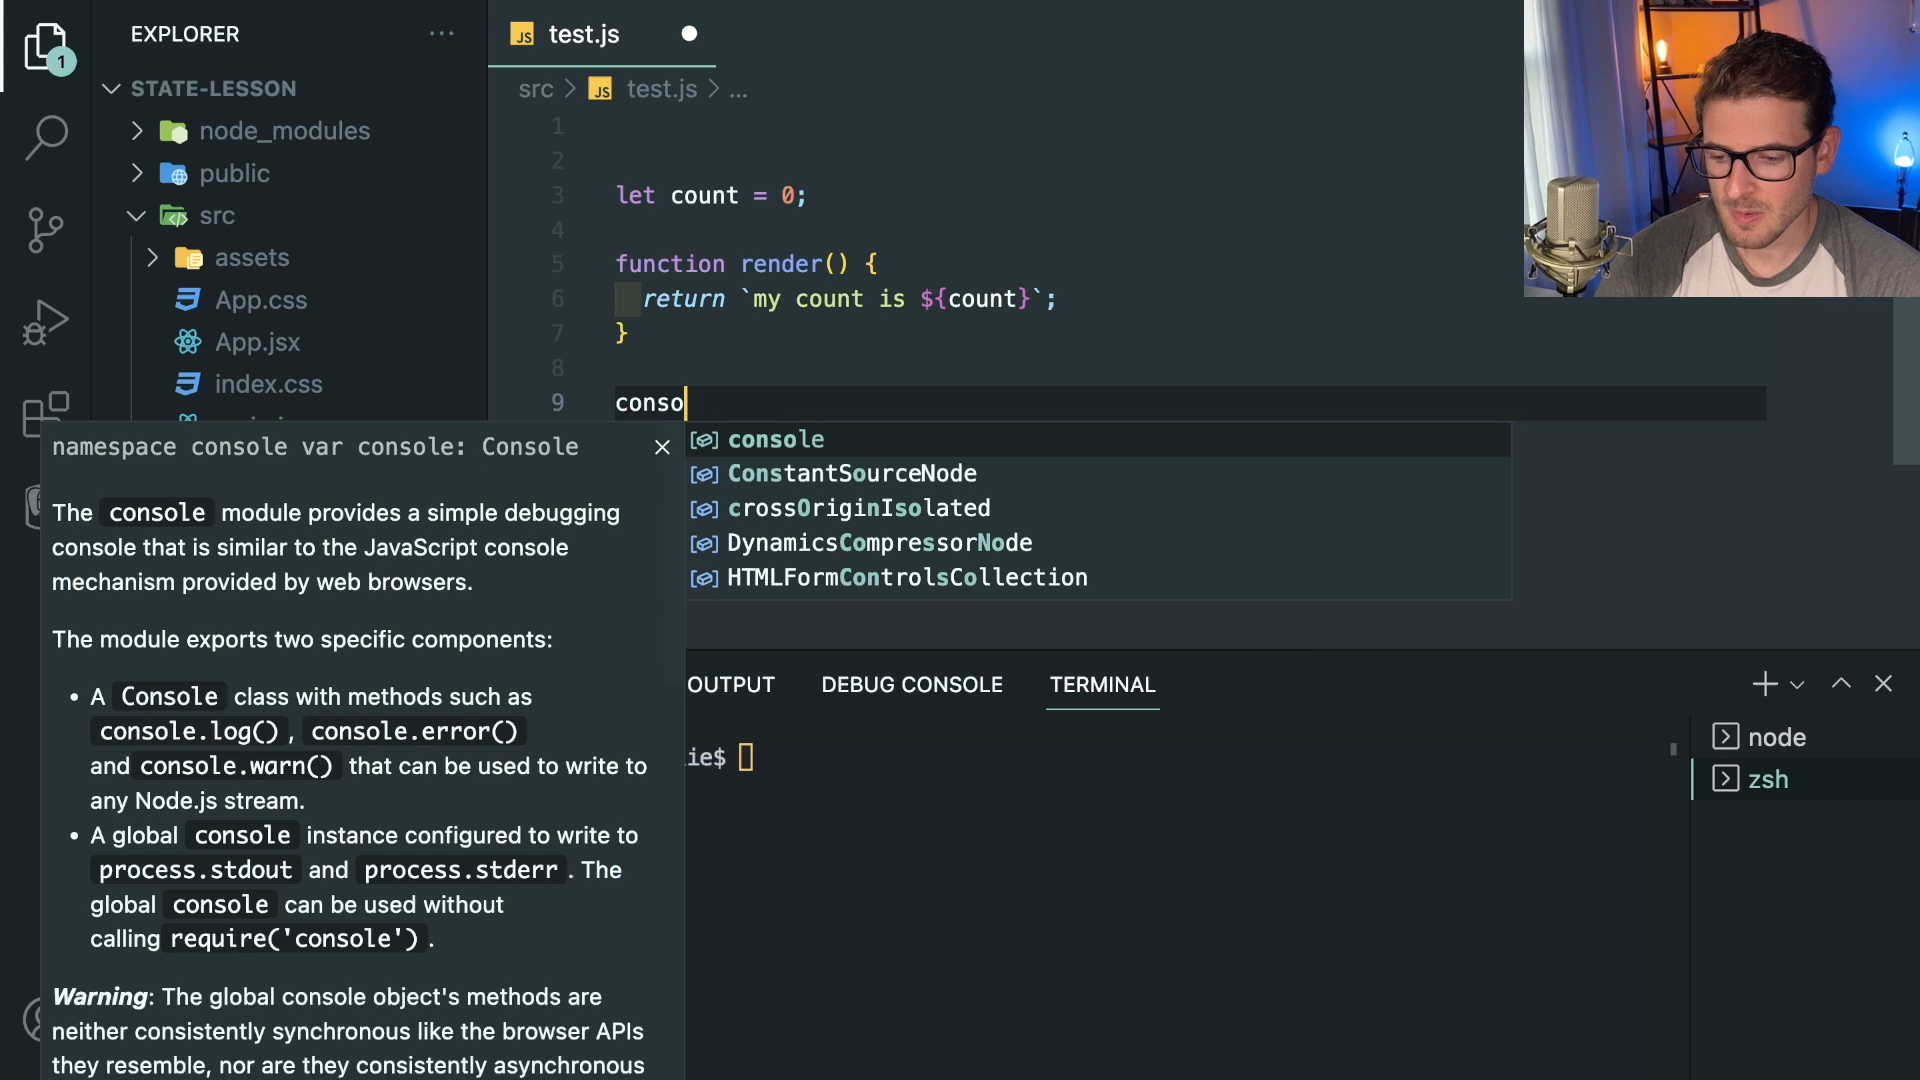 EXPLORER
1
STATE-LESSON
node_modules
public
src
assets
App.css
App.jsx
index.css
JS test.js
src > JS test.js > ...
1
2
3 let count = 0;
4
5 function render() {
6 return `my count is ${count}`;
7 }
8
9 conso
console
ConstantSourceNode
crossOriginIsolated
DynamicsCompressorNode
HTMLFormControlsCollection
namespace console var console: Console
The console module provides a simple debugging
console that is similar to the JavaScript console
mechanism provided by web browsers.
The module exports two specific components:
• A Console class with methods such as
console.log(), console.error()
and console.warn() that can be used to write to
any Node.js stream.
• A global console instance configured to write to
process.stdout and process.stderr. The
global console can be used without
calling require('console').
Warning: The global console object's methods are
neither consistently synchronous like the browser APIs
they resemble, nor are they consistently asynchronous
OUTPUT
DEBUG CONSOLE
TERMINAL
ie$
node
zsh